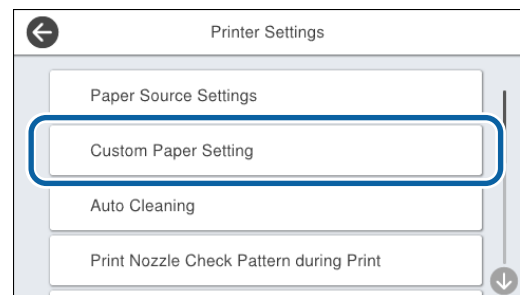 Printer Settings
Paper Source Settings
Custom Paper Setting
Auto Cleaning
Print Nozzle Check Pattern during Print